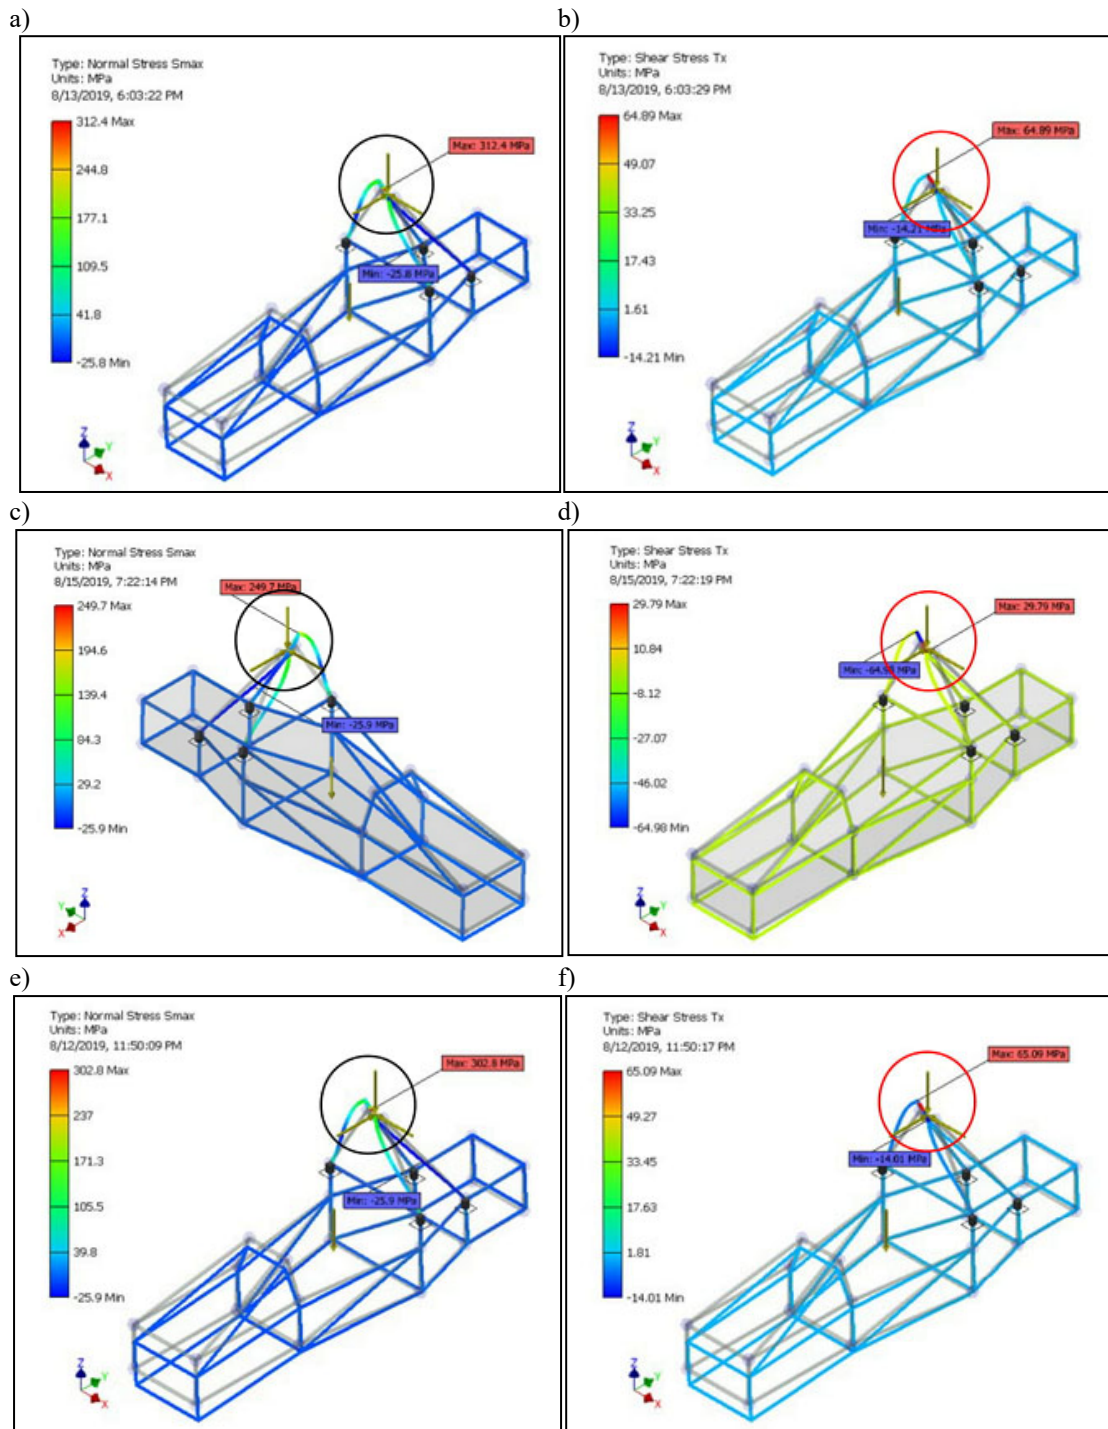 a)
Type: Normal Stress Smax
Units: MPa
8/13/2019, 6:03:22 PM
312.4 Max
244.8
177.1
109.5
41.8
-25.8 Min
Max: 312.4 MPa
Min: -25.8 MPa
Z
Y
X
b)
Type: Shear Stress Tx
Units: MPa
8/13/2019, 6:03:29 PM
64.89 Max
49.07
33.25
17.43
1.61
-14.21 Min
Max: 64.89 MPa
Min: -14.21 MPa
Z
Y
X
c)
Type: Normal Stress Smax
Units: MPa
8/15/2019, 7:22:14 PM
249.7 Max
194.6
139.4
84.3
29.2
-25.9 Min
Max: 249.7 MPa
Min: -25.9 MPa
Z
Y
X
d)
Type: Shear Stress Tx
Units: MPa
8/15/2019, 7:22:19 PM
29.79 Max
10.84
-8.12
-27.07
-46.02
-64.98 Min
Max: 29.79 MPa
Min: MPa
Z
Y
X
e)
Type: Normal Stress Smax
Units: MPa
8/12/2019, 11:50:09 PM
302.8 Max
237
171.3
105.5
39.8
-25.9 Min
Max: 302.8 MPa
Min: -25.9 MPa
Z
Y
X
f)
Type: Shear Stress Tx
Units: MPa
8/12/2019, 11:50:17 PM
65.09 Max
49.27
33.45
17.63
1.81
-14.01 Min
Max: 65.09 MPa
Min: -14.01 MPa
Z
Y
X